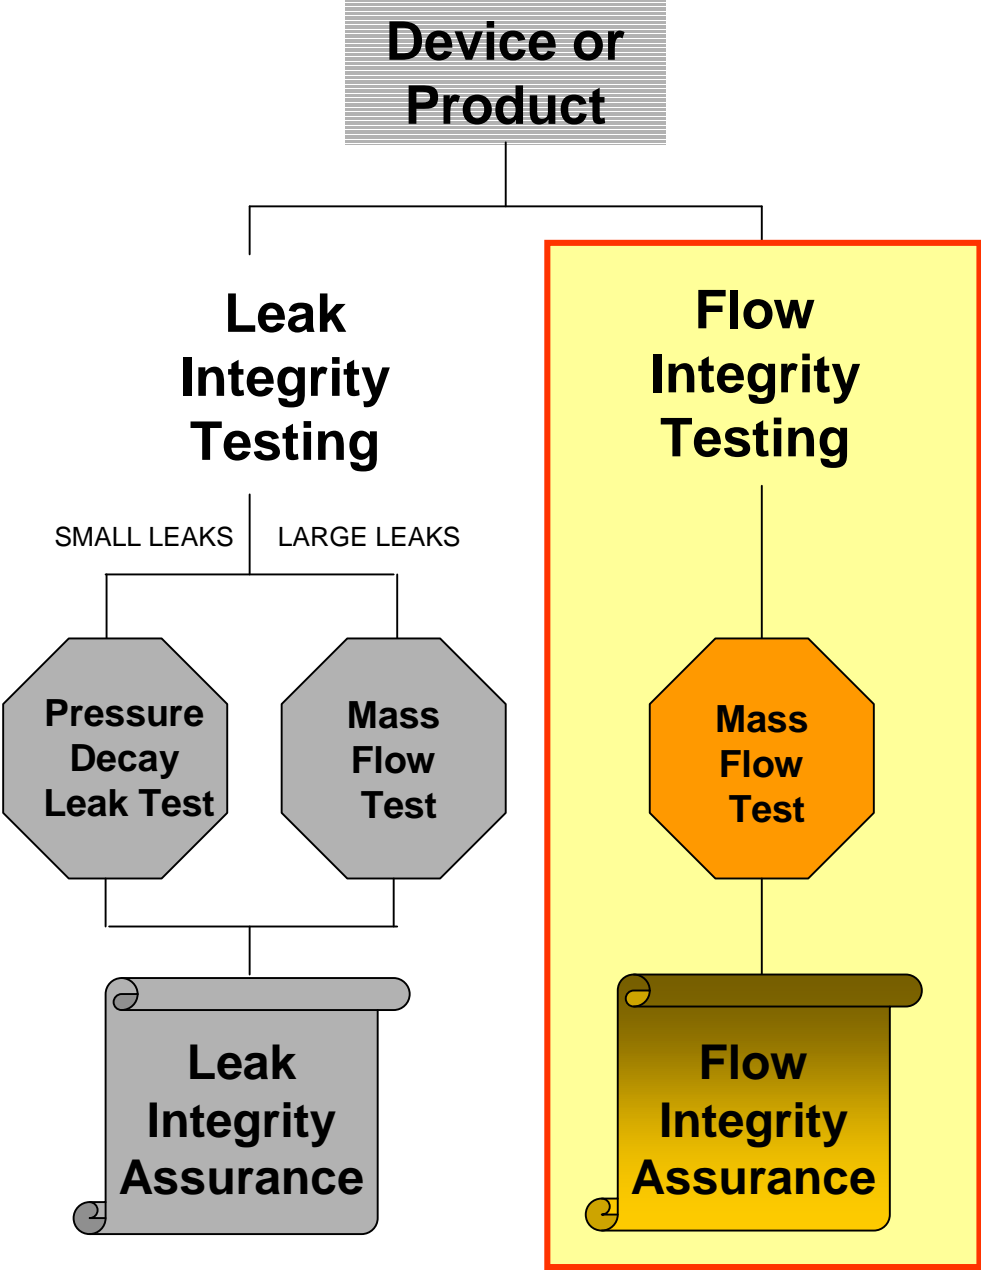 Device or
Product
Leak
Integrity
Testing
Flow
Integrity
Testing
SMALL LEAKS
LARGE LEAKS
Pressure
Decay
Leak Test
Mass
Flow
Test
Mass
Flow
Test
Leak
Integrity
Assurance
Flow
Integrity
Assurance